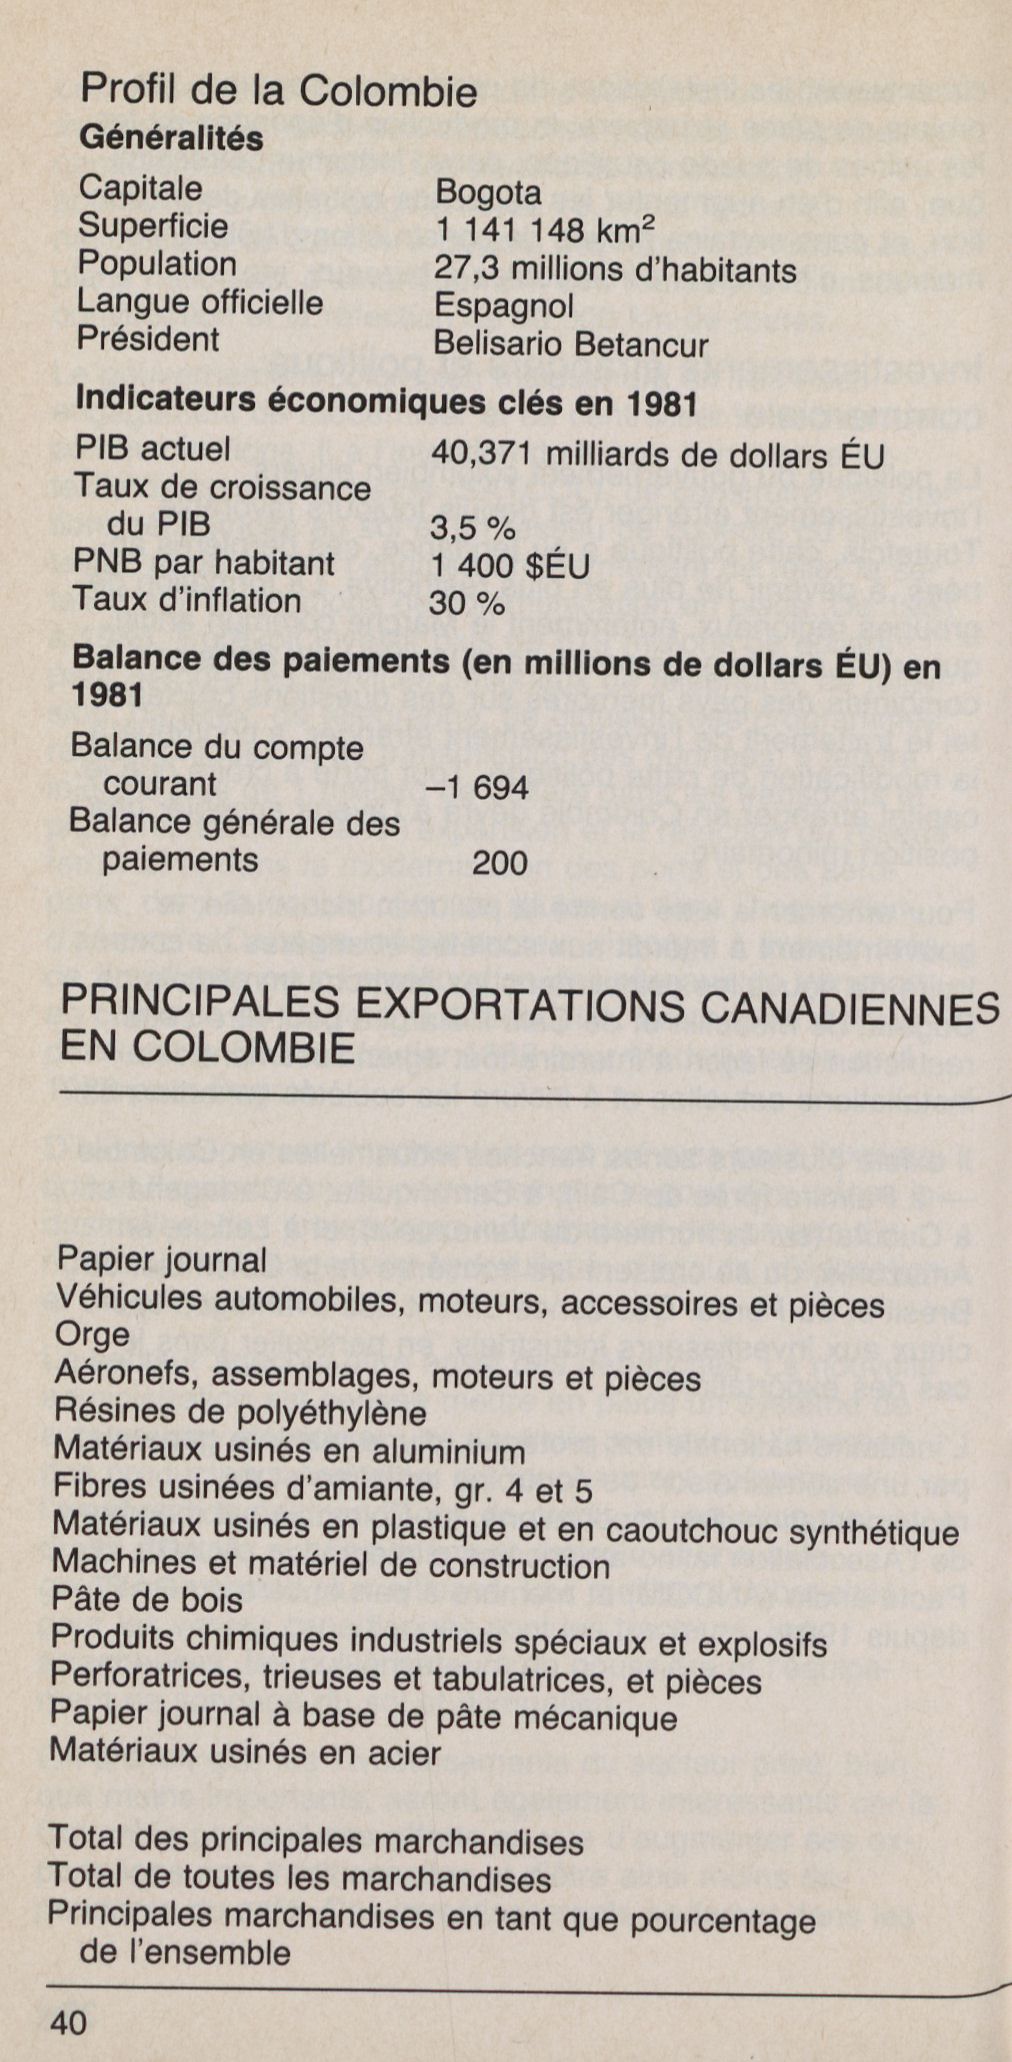 Profil de la Colombie
Généralités
Capitale Bogota
Superficie 1 141 148 km²
Population 27,3 millions d'habitants
Langue officielle Espagnol
Président Belisario Betancur
Indicateurs économiques clés en 1981
PIB actuel 40,371 milliards de dollars ÉU
Taux de croissance
du PIB 3,5 %
PNB par habitant 1 400 $ÉU
Taux d'inflation 30 %
Balance des paiements (en millions de dollars ÉU) en
1981
Balance du compte
courant –1 694
Balance générale des
paiements 200
PRINCIPALES EXPORTATIONS CANADIENNES
EN COLOMBIE
Papier journal
Véhicules automobiles, moteurs, accessoires et pièces
Orge
Aéronefs, assemblages, moteurs et pièces
Résines de polyéthylène
Matériaux usinés en aluminium
Fibres usinées d'amiante, gr. 4 et 5
Matériaux usinés en plastique et en caoutchouc synthétique
Machines et matériel de construction
Pâte de bois
Produits chimiques industriels spéciaux et explosifs
Perforatrices, trieuses et tabulatrices, et pièces
Papier journal à base de pâte mécanique
Matériaux usinés en acier
Total des principales marchandises
Total de toutes les marchandises
Principales marchandises en tant que pourcentage
de l'ensemble
40